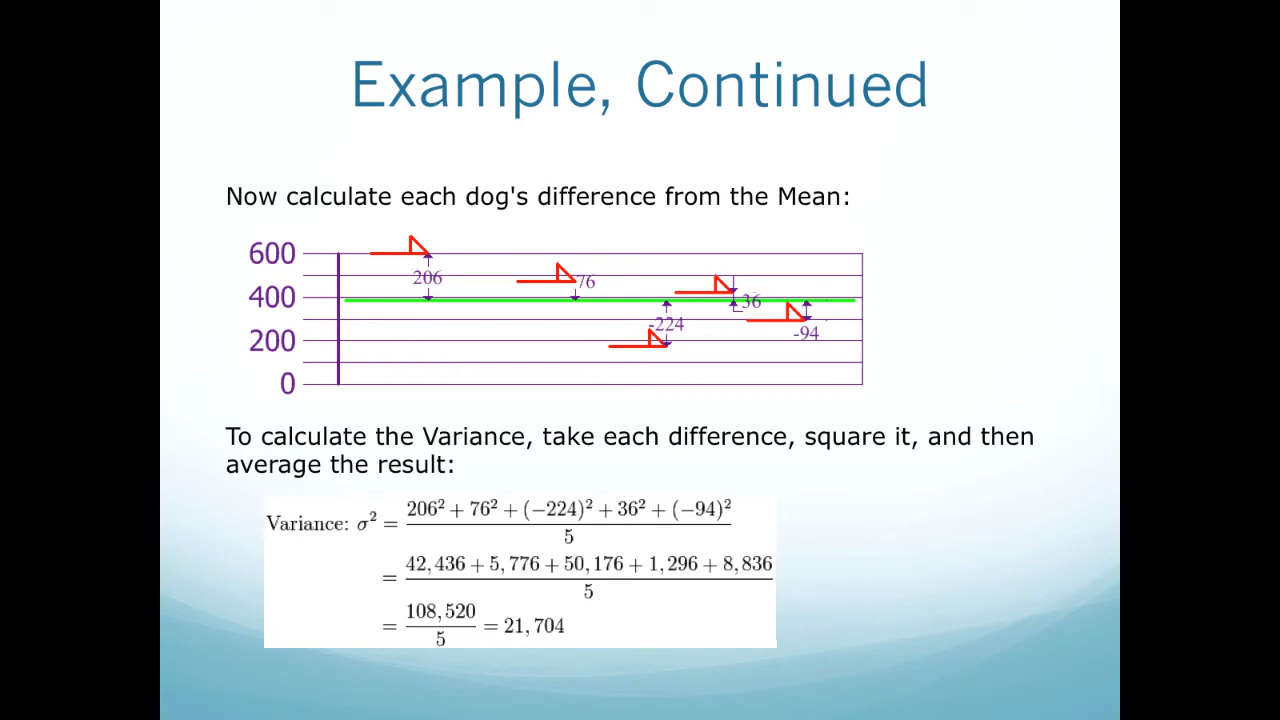 Example, Continued
Now calculate each dog's difference from the Mean:
600
206
76
400
36
-224
-94
200
0
To calculate the Variance, take each difference, square it, and then
average the result:
Variance: σ² = (206² + 76² + (−224)² + 36² + (−94)²) / 5
= (42,436 + 5,776 + 50,176 + 1,296 + 8,836) / 5
= 108,520 / 5 = 21,704